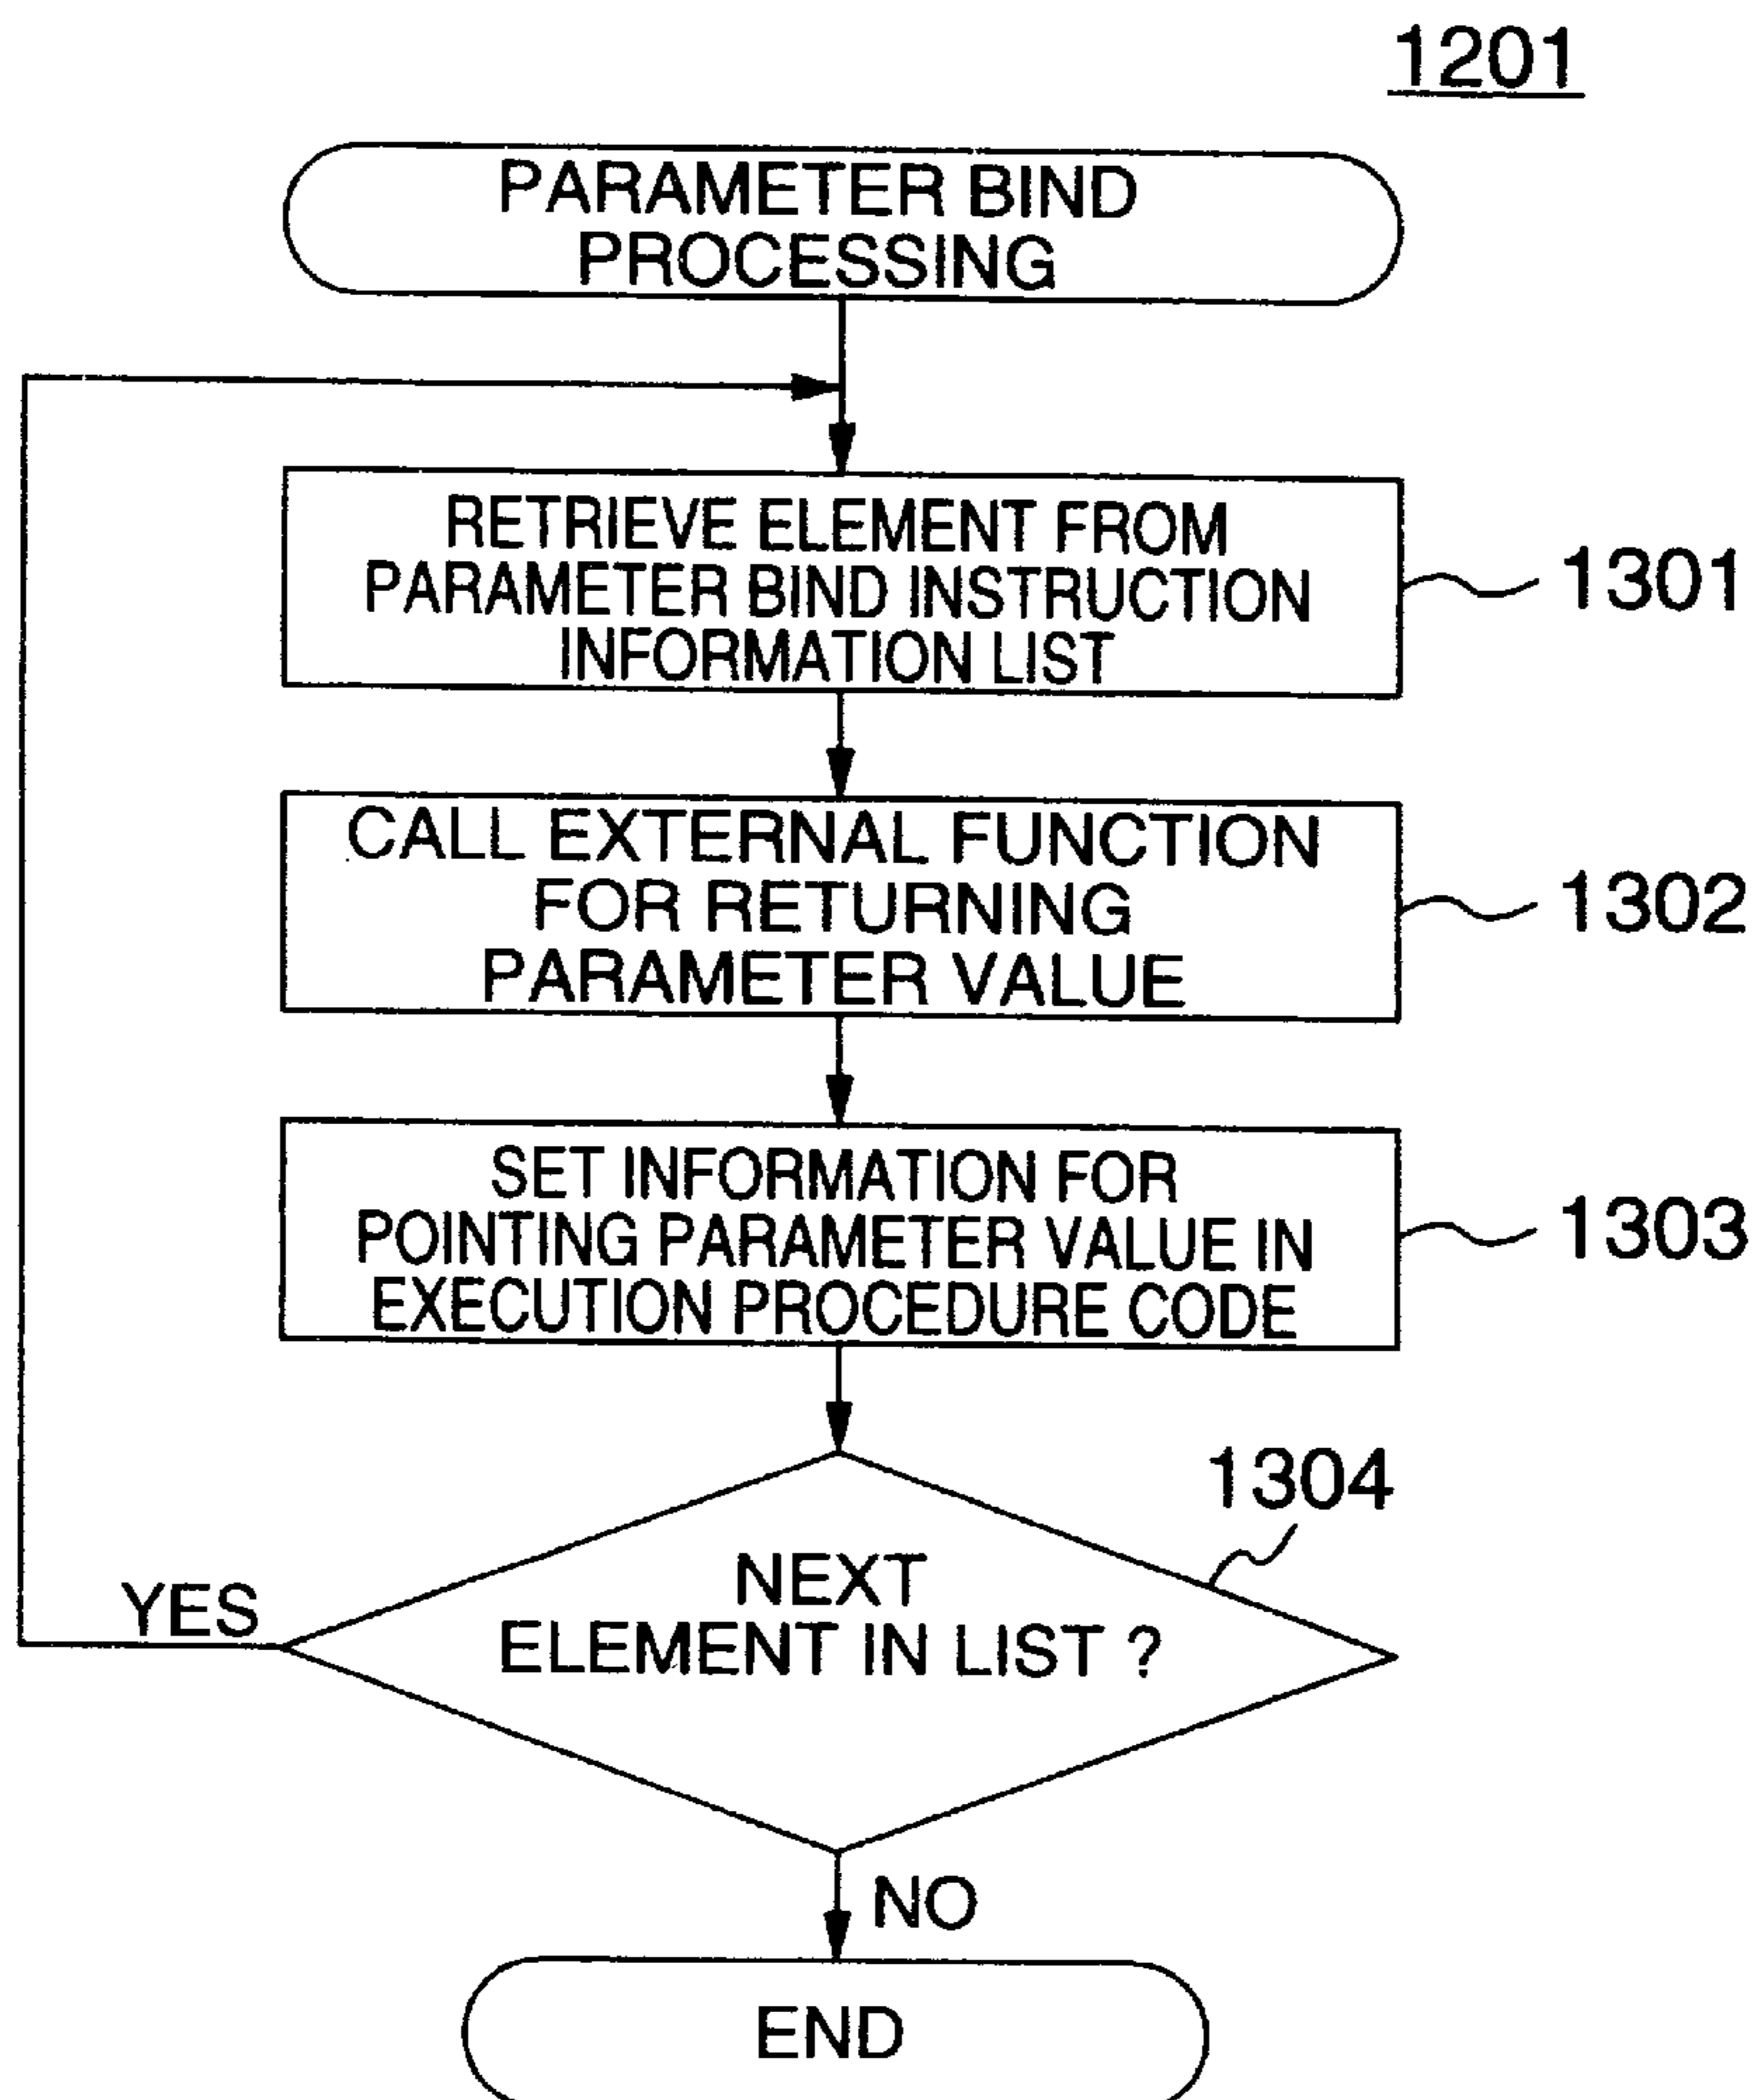 1201
PARAMETER BIND
PROCESSING
RETRIEVE ELEMENT FROM
PARAMETER BIND INSTRUCTION
INFORMATION LIST
1301
CALL EXTERNAL FUNCTION
FOR RETURNING
PARAMETER VALUE
1302
SET INFORMATION FOR
POINTING PARAMETER VALUE IN
EXECUTION PROCEDURE CODE
1303
1304
NEXT
ELEMENT IN LIST ?
YES
NO
END